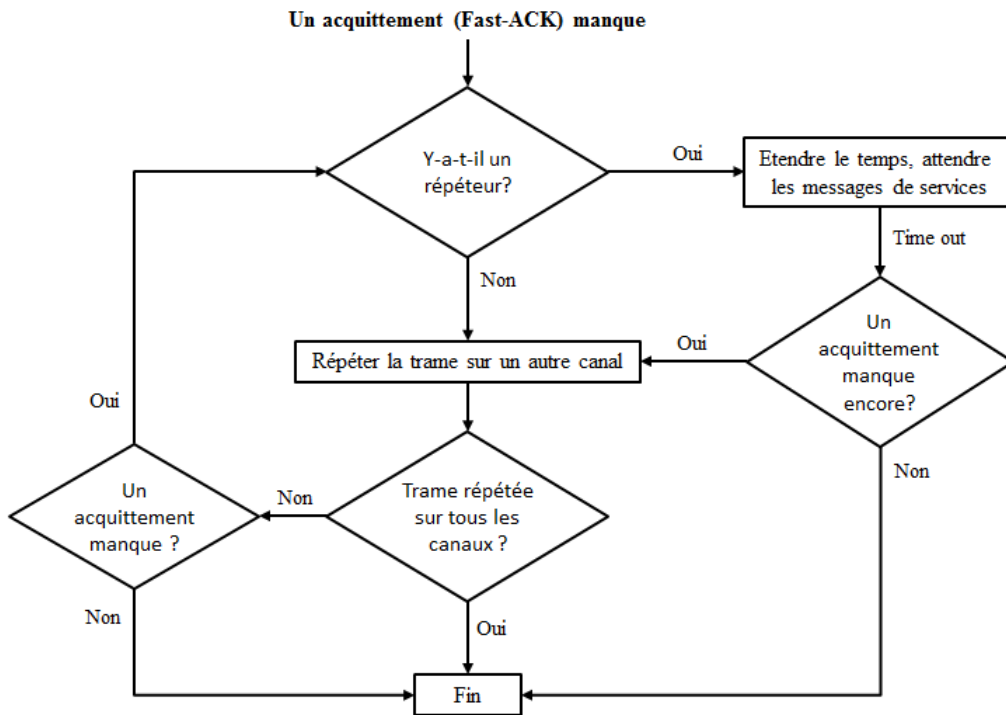 Un acquittement (Fast-ACK) manque
Y-a-t-il un
répéteur?
Oui
Etendre le temps, attendre
les messages de services
Time out
Non
Un
acquittement
manque
encore?
Oui
Répéter la trame sur un autre canal
Oui
Non
Trame répétée
sur tous les
canaux ?
Non
Un
acquittement
manque ?
Non
Oui
Fin